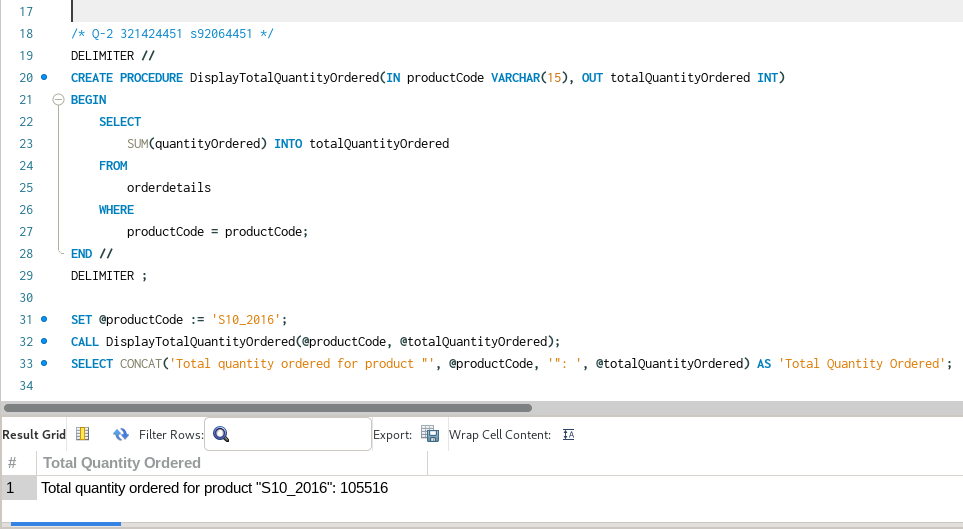 17
18 /* Q-2 321424451 s92064451 */
19 DELIMITER //
20 CREATE PROCEDURE DisplayTotalQuantityOrdered(IN productCode VARCHAR(15), OUT totalQuantityOrdered INT)
21 BEGIN
22 SELECT
23 SUM(quantityOrdered) INTO totalQuantityOrdered
24 FROM
25 orderdetails
26 WHERE
27 productCode = productCode;
28 END //
29 DELIMITER ;
30
31 SET @productCode := 'S10_2016';
32 CALL DisplayTotalQuantityOrdered(@productCode, @totalQuantityOrdered);
33 SELECT CONCAT('Total quantity ordered for product "', @productCode, '": ', @totalQuantityOrdered) AS 'Total Quantity Ordered';
34
Result Grid Filter Rows: Export: Wrap Cell Content: IA
# Total Quantity Ordered
1 Total quantity ordered for product "S10_2016": 105516